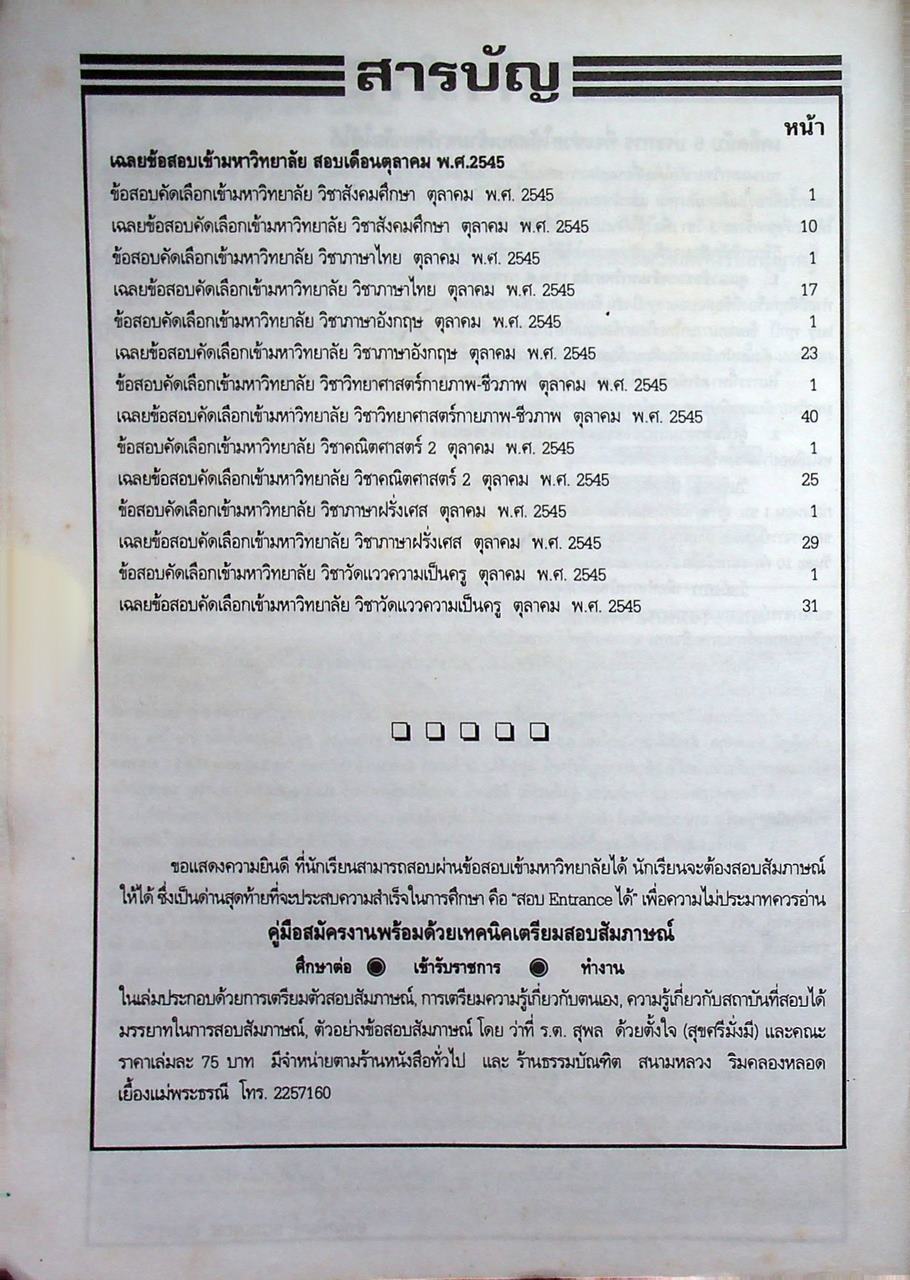 สารบัญ
หน้า
เฉลยข้อสอบเข้ามหาวิทยาลัย สอบเดือนตุลาคม พ.ศ.2545
ข้อสอบคัดเลือกเข้ามหาวิทยาลัย วิชาสังคมศึกษา ตุลาคม พ.ศ. 2545 1
เฉลยข้อสอบคัดเลือกเข้ามหาวิทยาลัย วิชาสังคมศึกษา ตุลาคม พ.ศ. 2545 10
ข้อสอบคัดเลือกเข้ามหาวิทยาลัย วิชาภาษาไทย ตุลาคม พ.ศ. 2545 1
เฉลยข้อสอบคัดเลือกเข้ามหาวิทยาลัย วิชาภาษาไทย ตุลาคม พ.ศ. 2545 17
ข้อสอบคัดเลือกเข้ามหาวิทยาลัย วิชาภาษาอังกฤษ ตุลาคม พ.ศ. 2545 1
เฉลยข้อสอบคัดเลือกเข้ามหาวิทยาลัย วิชาภาษาอังกฤษ ตุลาคม พ.ศ. 2545 23
ข้อสอบคัดเลือกเข้ามหาวิทยาลัย วิชาวิทยาศาสตร์กายภาพ-ชีวภาพ ตุลาคม พ.ศ. 2545 1
เฉลยข้อสอบคัดเลือกเข้ามหาวิทยาลัย วิชาวิทยาศาสตร์กายภาพ-ชีวภาพ ตุลาคม พ.ศ. 2545 40
ข้อสอบคัดเลือกเข้ามหาวิทยาลัย วิชาคณิตศาสตร์ 2 ตุลาคม พ.ศ. 2545 1
เฉลยข้อสอบคัดเลือกเข้ามหาวิทยาลัย วิชาคณิตศาสตร์ 2 ตุลาคม พ.ศ. 2545 25
ข้อสอบคัดเลือกเข้ามหาวิทยาลัย วิชาภาษาฝรั่งเศส ตุลาคม พ.ศ. 2545 1
เฉลยข้อสอบคัดเลือกเข้ามหาวิทยาลัย วิชาภาษาฝรั่งเศส ตุลาคม พ.ศ. 2545 29
ข้อสอบคัดเลือกเข้ามหาวิทยาลัย วิชาวัดแววความเป็นครู ตุลาคม พ.ศ. 2545 1
เฉลยข้อสอบคัดเลือกเข้ามหาวิทยาลัย วิชาวัดแววความเป็นครู ตุลาคม พ.ศ. 2545 31
ขอแสดงความยินดี ที่นักเรียนสามารถสอบผ่านข้อสอบเข้ามหาวิทยาลัยได้ นักเรียนจะต้องสอบสัมภาษณ์
ให้ได้ ซึ่งเป็นด่านสุดท้ายที่จะประสบความสำเร็จในการศึกษา คือ "สอบ Entrance ได้" เพื่อความไม่ประมาทควรอ่าน
คู่มือสมัครงานพร้อมด้วยเทคนิคเตรียมสอบสัมภาษณ์
ศึกษาต่อ ◉ เข้ารับราชการ ◉ ทำงาน
ในเล่มประกอบด้วยการเตรียมตัวสอบสัมภาษณ์, การเตรียมความรู้เกี่ยวกับตนเอง, ความรู้เกี่ยวกับสถาบันที่สอบได้
มรรยาทในการสอบสัมภาษณ์, ตัวอย่างข้อสอบสัมภาษณ์ โดย ว่าที่ ร.ต. สุพล ด้วยตั้งใจ (สุขศรีมั่งมี) และคณะ
ราคาเล่มละ 75 บาท มีจำหน่ายตามร้านหนังสือทั่วไป และ ร้านธรรมบัณฑิต สนามหลวง ริมคลองหลอด
เยื้องแม่พระธรณี โทร. 2257160